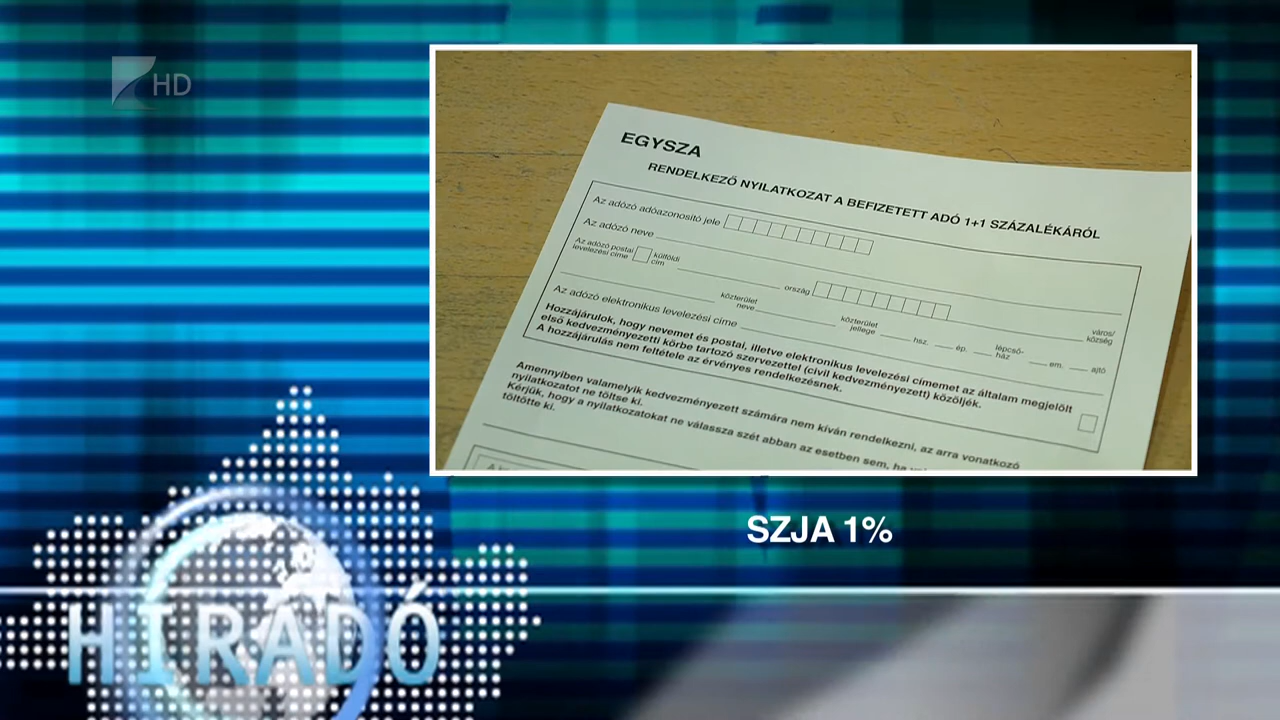 HD
EGYSZA
RENDELKEZŐ NYILATKOZAT A BEFIZETETT ADÓ 1+1 SZÁZALÉKÁRÓL
Az adózó adóazonosító jele
Az adózó neve
Az adózó postai
levelezési címe
külföldi
cím
ország
város/
község
közterület
neve
közterület
jellege
hsz.
ép.
lépcső-
ház
em.
ajtó
Az adózó elektronikus levelezési címe
Hozzájárulok, hogy nevemet és postai, illetve elektronikus levelezési címemet az általam megjelölt
első kedvezményezetti körbe tartozó szervezettel (civil kedvezményezett) közöljék.
A hozzájárulás nem feltétele az érvényes rendelkezésnek.
Amennyiben valamelyik kedvezményezett számára nem kíván rendelkezni, az arra vonatkozó
nyilatkozatot ne töltse ki.
Kérjük, hogy a nyilatkozatokat ne válassza szét abban az esetben sem, ha
töltötte ki.
SZJA 1%
HIRADÓ